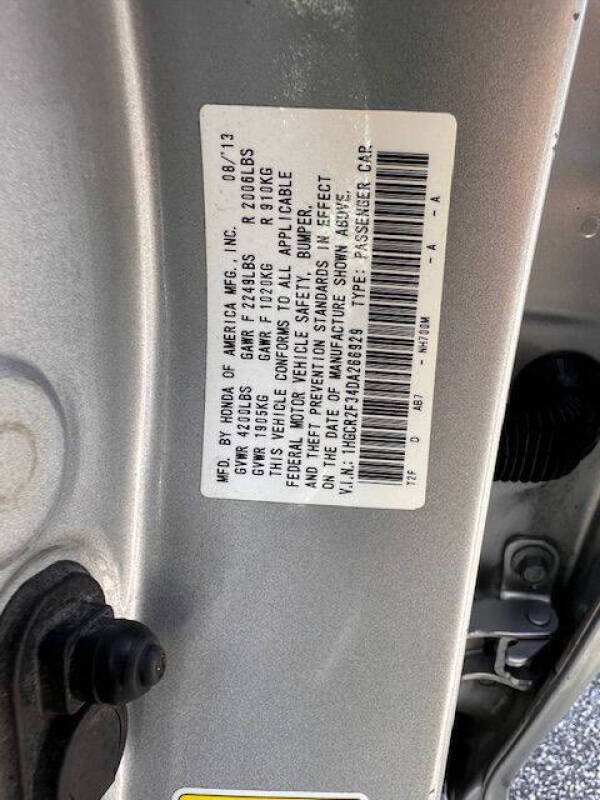 MFD. BY HONDA OF AMERICA MFG., INC. 08/'13
GVWR 4200LBS GAWR F 2249LBS R 2006LBS
GVWR 1905KG GAWR F 1020KG R 910KG
THIS VEHICLE CONFORMS TO ALL APPLICABLE
FEDERAL MOTOR VEHICLE SAFETY, BUMPER,
AND THEFT PREVENTION STANDARDS IN EFFECT
ON THE DATE OF MANUFACTURE SHOWN ABOVE.
V.I.N.: 1HGCR2F34DA266929 TYPE: PASSENGER CAR
T2F D AB7 - NH700M - A - A